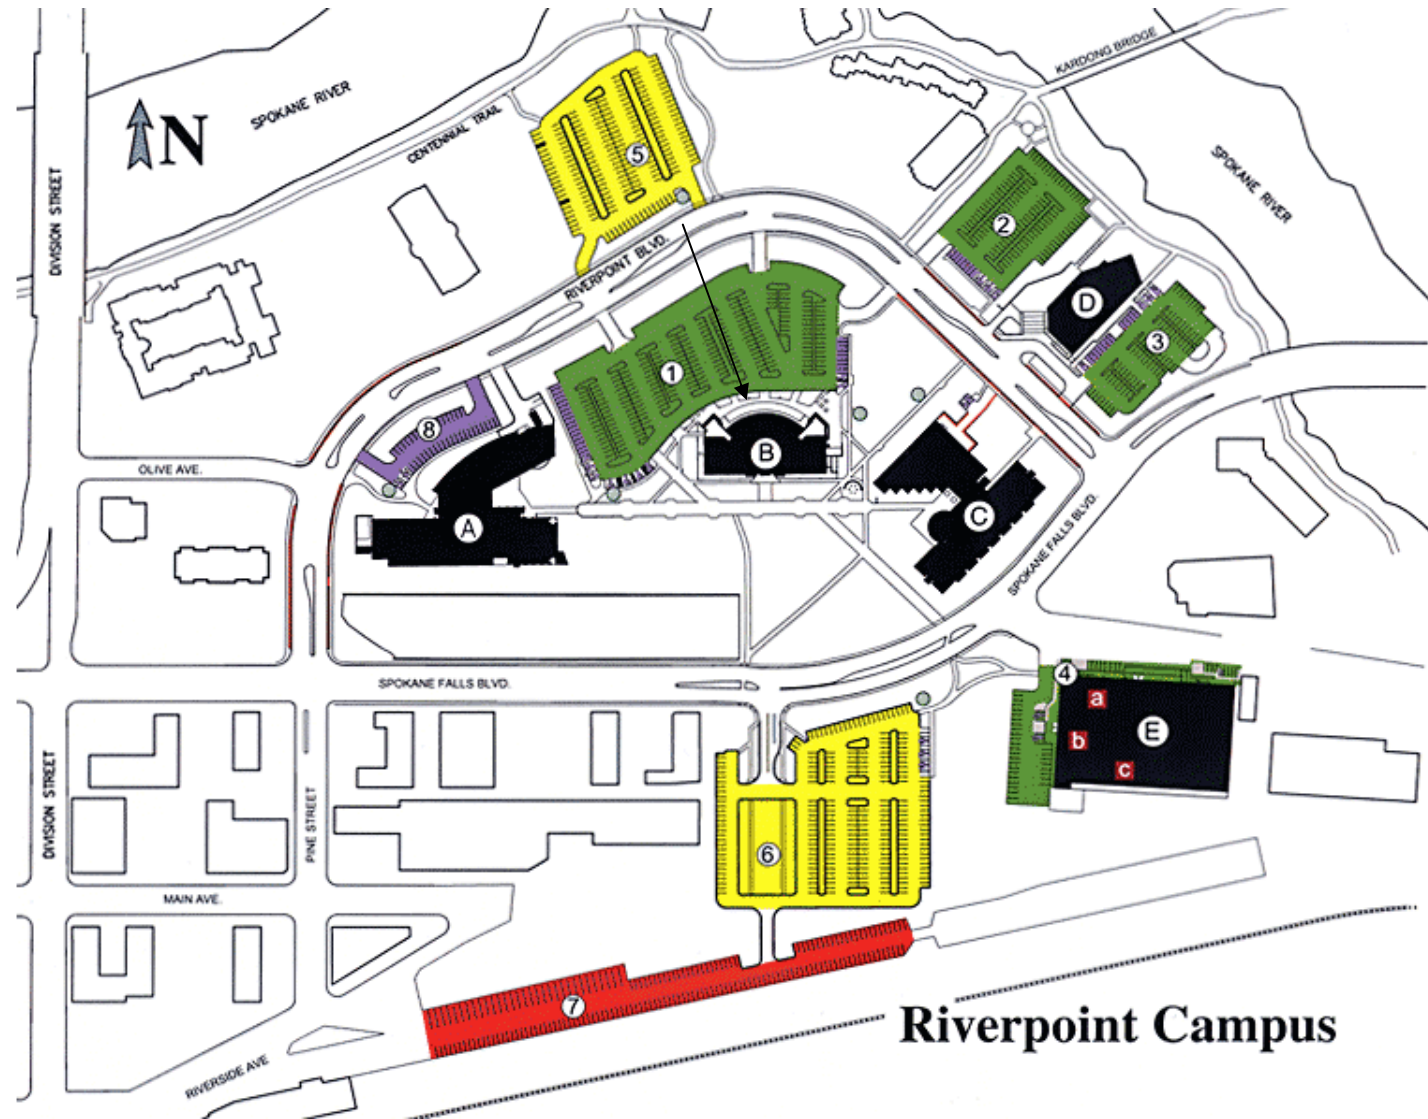 KARDONG BRIDGE
SPOKANE RIVER
N
CENTENNIAL TRAIL
5
SPOKANE RIVER
DIVISION STREET
2
RIVERPOINT BLVD.
D
3
1
8
B
OLIVE AVE.
A
C
SPOKANE FALLS BLVD.
4
SPOKANE FALLS BLVD.
a
E
b
c
DIVISION STREET
PINE STREET
6
MAIN AVE.
7
Riverpoint Campus
RIVERSIDE AVE